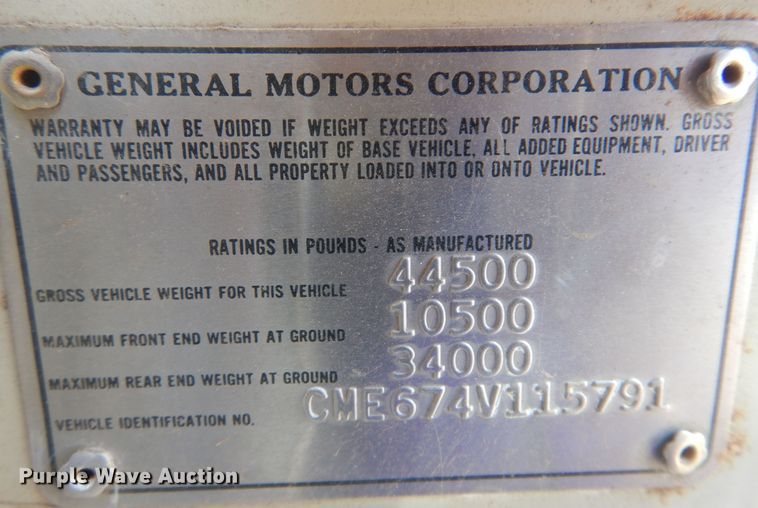 GENERAL MOTORS CORPORATION
WARRANTY MAY BE VOIDED IF WEIGHT EXCEEDS ANY OF RATINGS SHOWN. GROSS
VEHICLE WEIGHT INCLUDES WEIGHT OF BASE VEHICLE, ALL ADDED EQUIPMENT, DRIVER
AND PASSENGERS, AND ALL PROPERTY LOADED INTO OR ONTO VEHICLE.
RATINGS IN POUNDS - AS MANUFACTURED
GROSS VEHICLE WEIGHT FOR THIS VEHICLE 44500
MAXIMUM FRONT END WEIGHT AT GROUND 10500
MAXIMUM REAR END WEIGHT AT GROUND 34000
VEHICLE IDENTIFICATION NO. CME674V115791
Purple Wave Auction